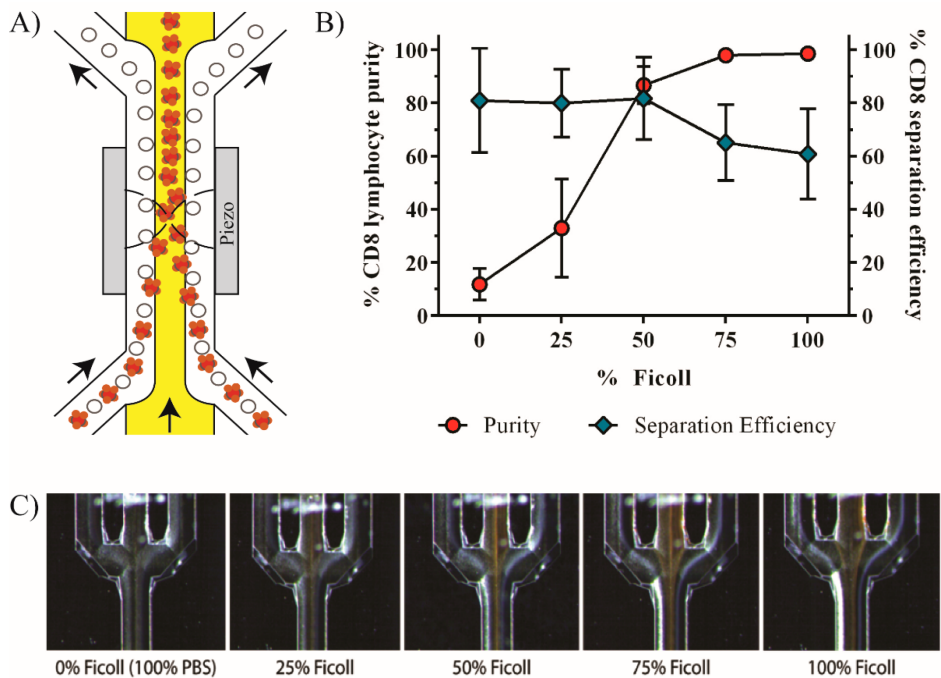 A)
Piezo
B)
% CD8 lymphocyte purity
100
80
60
40
20
0
100
80
60
40
20
0
% CD8 separation
efficiency
0 25 50 75 100
% Ficoll
Purity Separation Efficiency
C)
0% Ficoll (100% PBS) 25% Ficoll 50% Ficoll 75% Ficoll 100% Ficoll